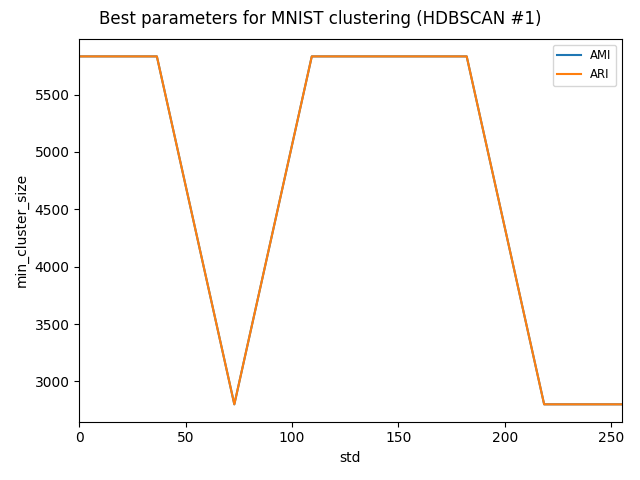 Best parameters for MNIST clustering (HDBSCAN #1)
AMI
ARI
5500
5000
4500
4000
3500
3000
min_cluster_size
0 50 100 150 200 250
std